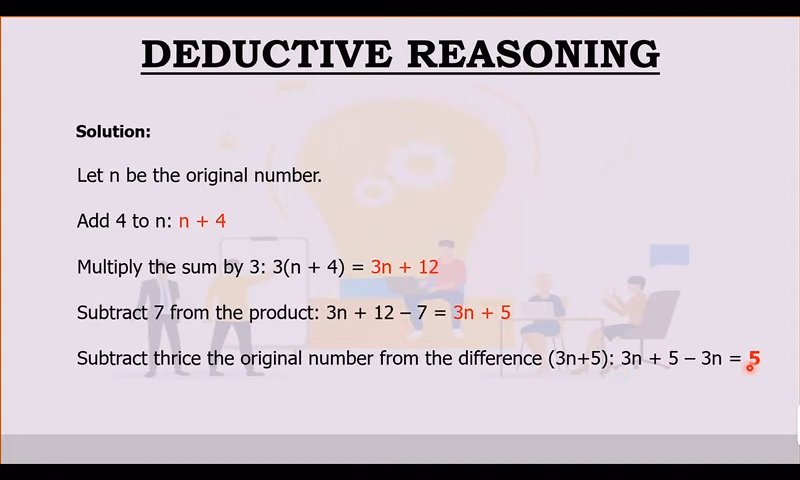 DEDUCTIVE REASONING
Solution:
Let n be the original number.
Add 4 to n: n + 4
Multiply the sum by 3: 3(n + 4) = 3n + 12
Subtract 7 from the product: 3n + 12 – 7 = 3n + 5
Subtract thrice the original number from the difference (3n+5): 3n + 5 – 3n = 5